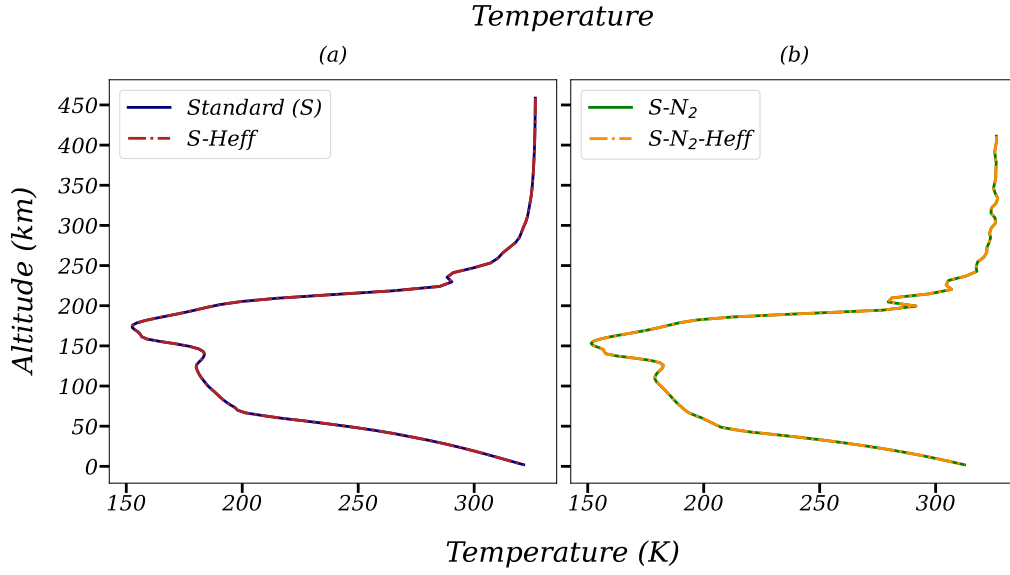 Temperature
(a)
(b)
Standard (S)
S-Heff
S-N₂
S-N₂-Heff
Altitude (km)
450
400
350
300
250
200
150
100
50
0
150
200
250
300
150
200
250
300
Temperature (K)